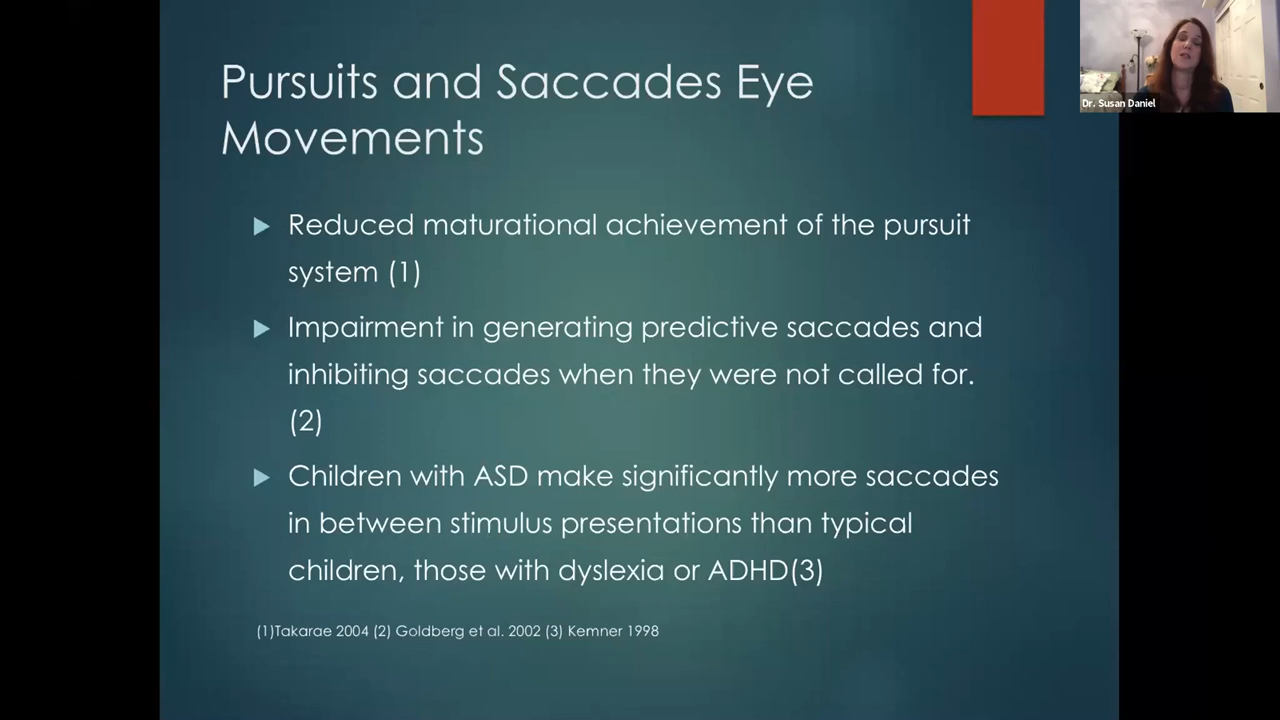 Pursuits and Saccades Eye
Movements
Reduced maturational achievement of the pursuit
system (1)
Impairment in generating predictive saccades and
inhibiting saccades when they were not called for.
(2)
Children with ASD make significantly more saccades
in between stimulus presentations than typical
children, those with dyslexia or ADHD(3)
(1)Takarae 2004 (2) Goldberg et al. 2002 (3) Kemner 1998
Dr. Susan Daniel